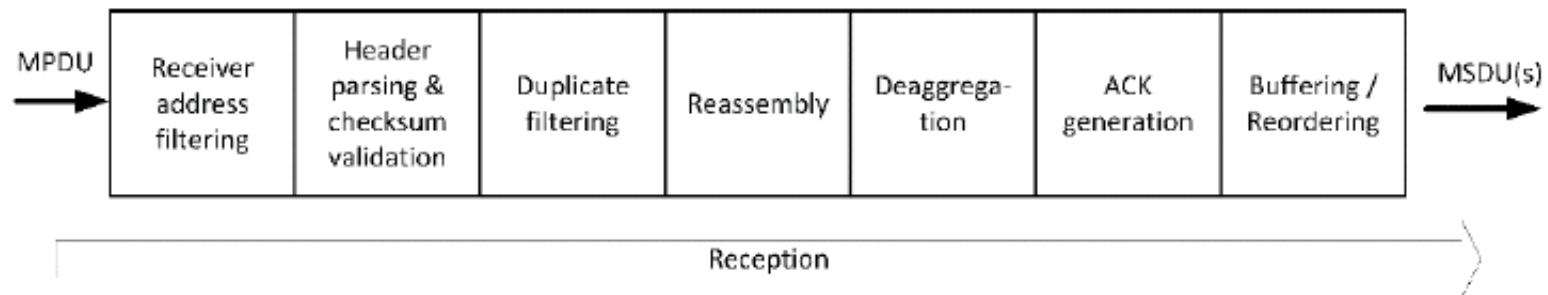 MPDU
Receiver
address
filtering
Header
parsing &
checksum
validation
Duplicate
filtering
Reassembly
Deaggrega-
tion
ACK
generation
Buffering /
Reordering
MSDU(s)
Reception